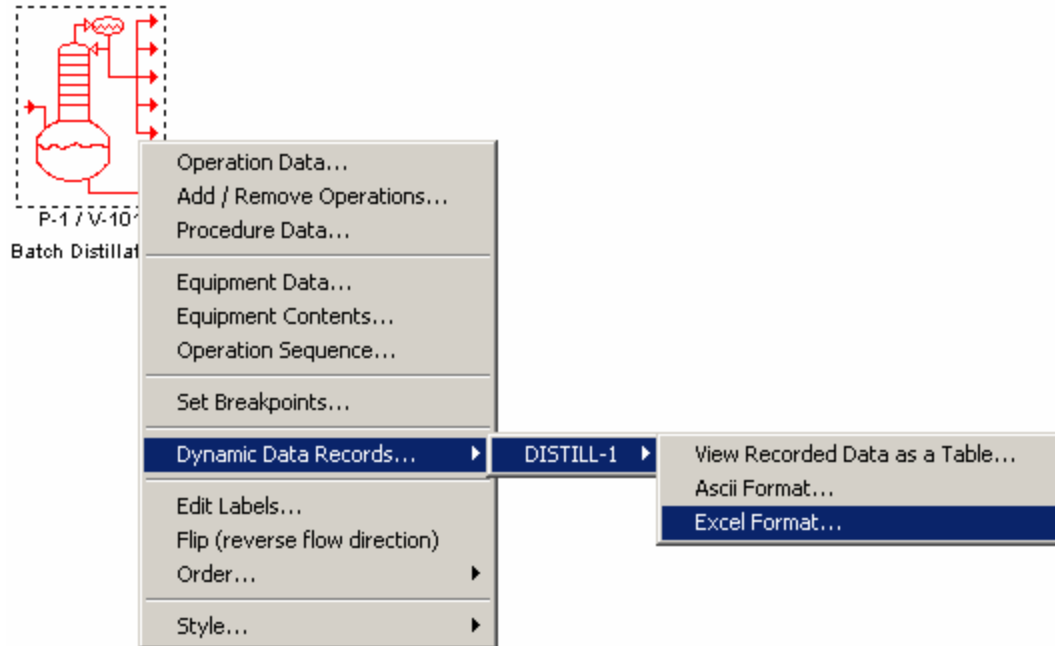 P-1 / V-101
Batch Distillat
Operation Data...
Add / Remove Operations...
Procedure Data...
Equipment Data...
Equipment Contents...
Operation Sequence...
Set Breakpoints...
Dynamic Data Records...
DISTILL-1
View Recorded Data as a Table...
Ascii Format...
Excel Format...
Edit Labels...
Flip (reverse flow direction)
Order...
Style...